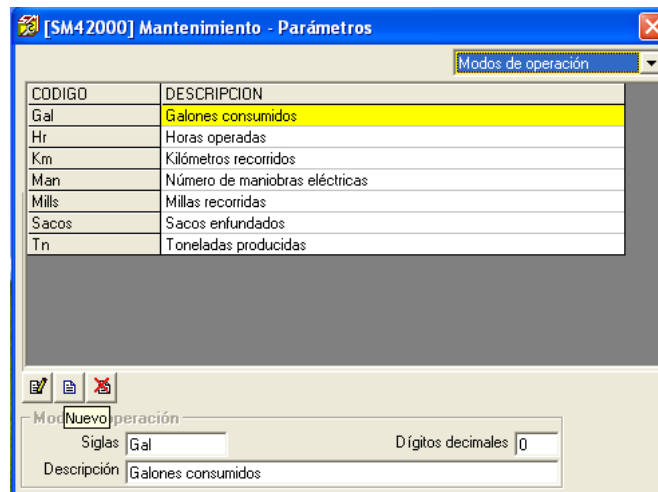 [SM42000] Mantenimiento - Parámetros
Modos de operación
CODIGO DESCRIPCION
Gal Galones consumidos
Hr Horas operadas
Km Kilómetros recorridos
Man Número de maniobras eléctricas
Mills Millas recorridas
Sacos Sacos enfundados
Tn Toneladas producidas
Nuevo
operación
Siglas Gal Dígitos decimales 0
Descripción Galones consumidos